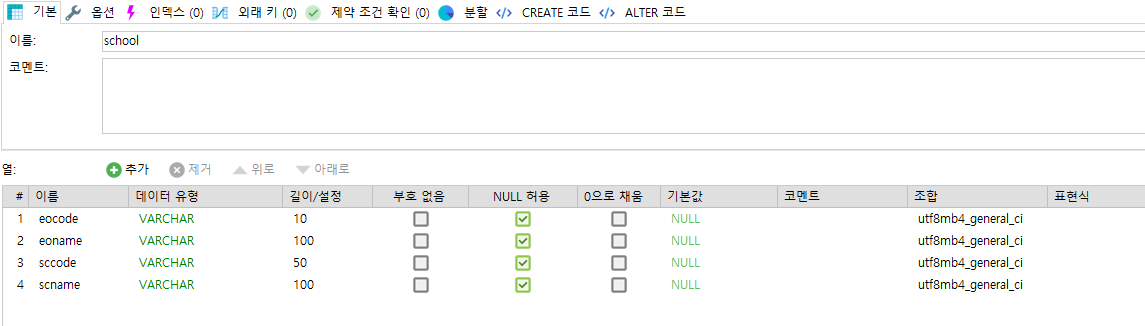 기본 옵션 인덱스 (0) 외래 키 (0) 제약 조건 확인 (0) 분할 CREATE 코드 ALTER 코드
이름: school
코멘트:
열: 추가 제거 위로 아래로
# 이름 데이터 유형 길이/설정 부호 없음 NULL 허용 0으로 채움 기본값 코멘트 조합 표현식
1 eocode VARCHAR 10 NULL utf8mb4_general_ci
2 eoname VARCHAR 100 NULL utf8mb4_general_ci
3 sccode VARCHAR 50 NULL utf8mb4_general_ci
4 scname VARCHAR 100 NULL utf8mb4_general_ci